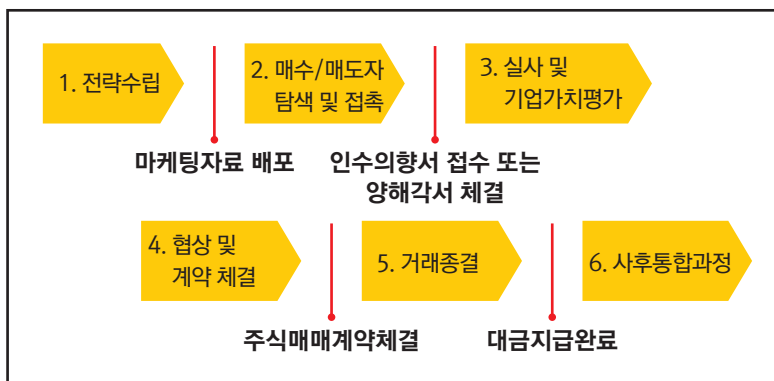 1. 전략수립
2. 매수/매도자
탐색 및 접촉
3. 실사 및
기업가치평가
마케팅자료 배포
인수의향서 접수 또는
양해각서 체결
4. 협상 및
계약 체결
5. 거래종결
6. 사후통합과정
주식매매계약체결
대금지급완료